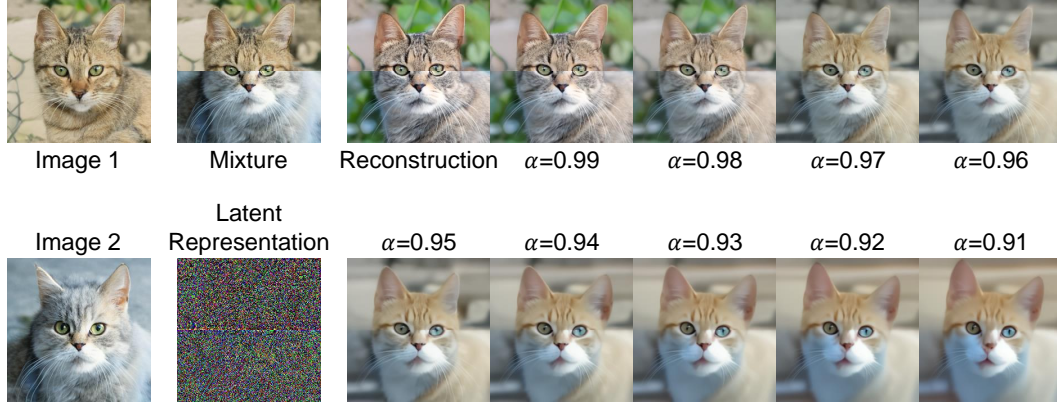 Image 1
Mixture
Reconstruction
𝛼=0.99
𝛼=0.98
𝛼=0.97
𝛼=0.96
Image 2
Latent
Representation
𝛼=0.95
𝛼=0.94
𝛼=0.93
𝛼=0.92
𝛼=0.91